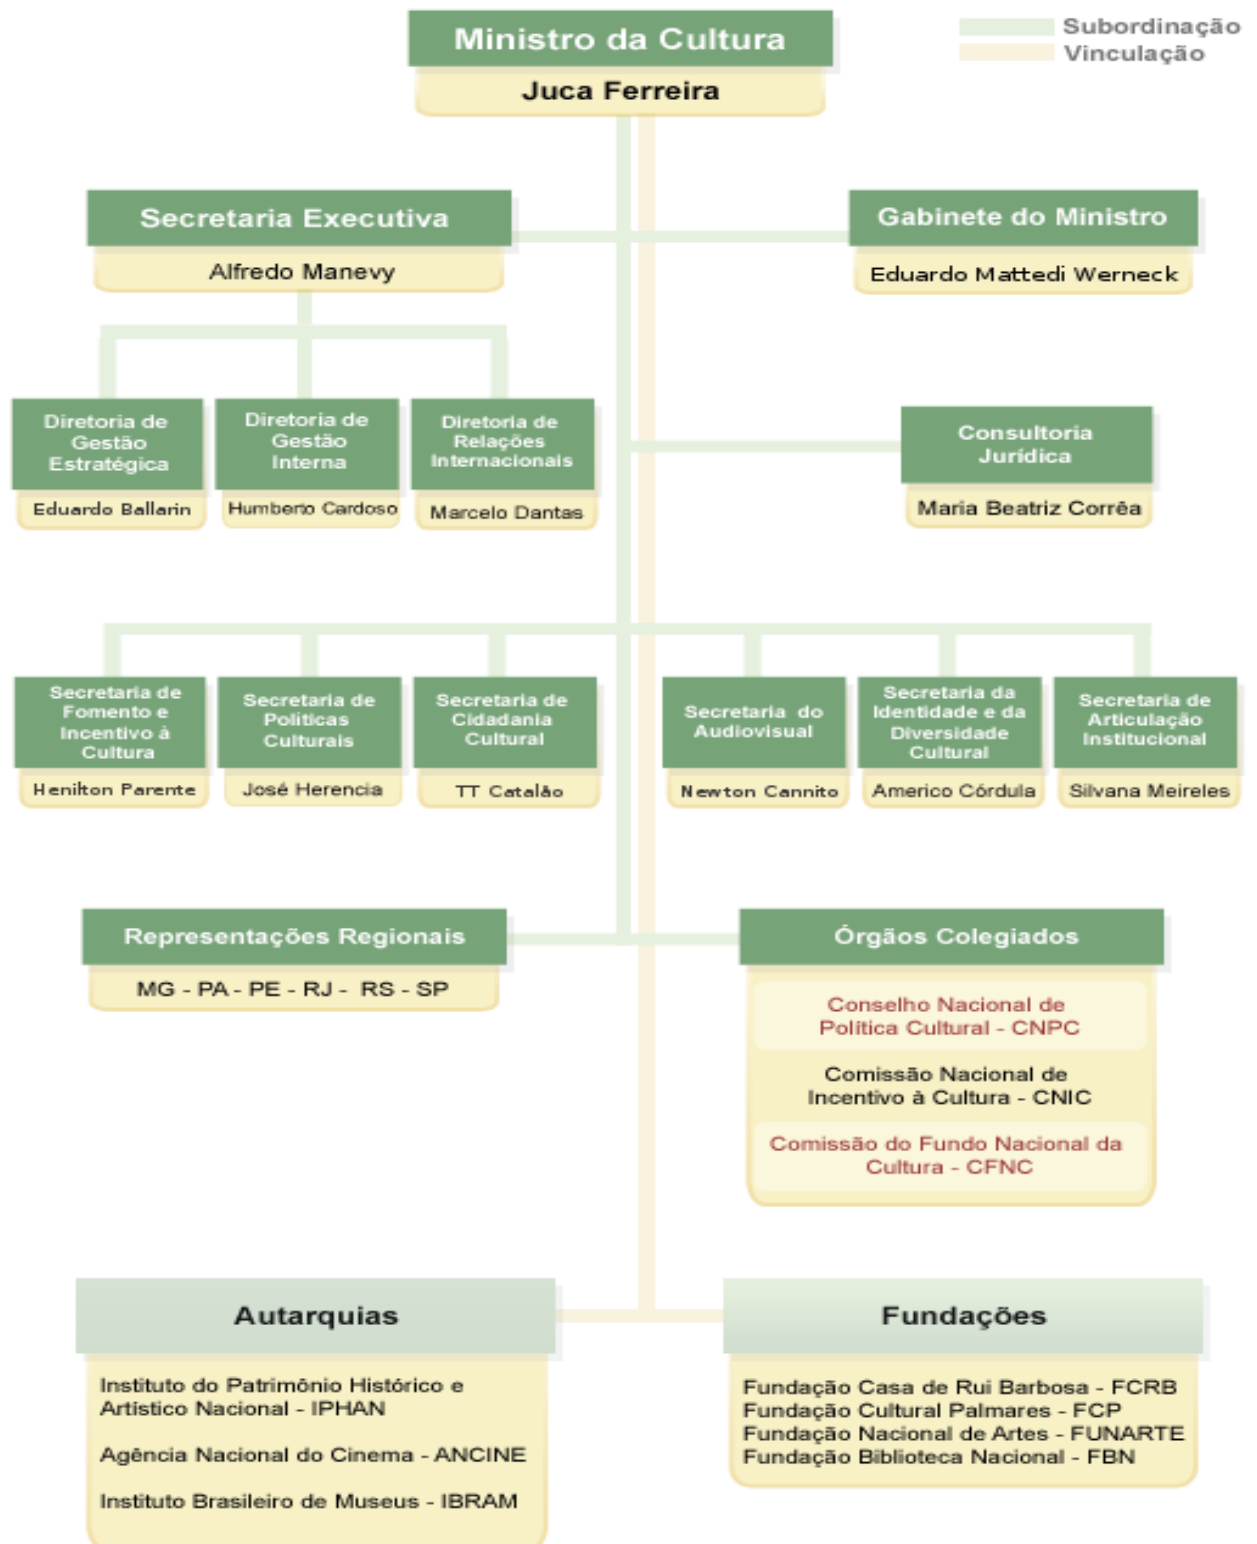 Ministro da Cultura
Juca Ferreira
Subordinação
Vinculação
Secretaria Executiva
Alfredo Manevy
Gabinete do Ministro
Eduardo Mattedi Werneck
Diretoria de
Gestão
Estratégica
Eduardo Ballarin
Diretoria de
Gestão
Interna
Humberto Cardoso
Diretoria de
Relações
Internacionais
Marcelo Dantas
Consultoria
Jurídica
Maria Beatriz Corrêa
Secretaria de
Fomento e
Incentivo à
Cultura
Henilton Parente
Secretaria de
Políticas
Culturais
José Herencia
Secretaria de
Cidadania
Cultural
TT Catalão
Secretaria do
Audiovisual
Newton Cannito
Secretaria da
Identidade e da
Diversidade
Cultural
Americo Córdula
Secretaria de
Articulação
Institucional
Silvana Meireles
Representações Regionais
MG - PA - PE - RJ - RS - SP
Órgãos Colegiados
Conselho Nacional de
Política Cultural - CNPC
Comissão Nacional de
Incentivo à Cultura - CNIC
Comissão do Fundo Nacional da
Cultura - CFNC
Autarquias
Instituto do Patrimônio Histórico e
Artístico Nacional - IPHAN
Agência Nacional do Cinema - ANCINE
Instituto Brasileiro de Museus - IBRAM
Fundações
Fundação Casa de Rui Barbosa - FCRB
Fundação Cultural Palmares - FCP
Fundação Nacional de Artes - FUNARTE
Fundação Biblioteca Nacional - FBN